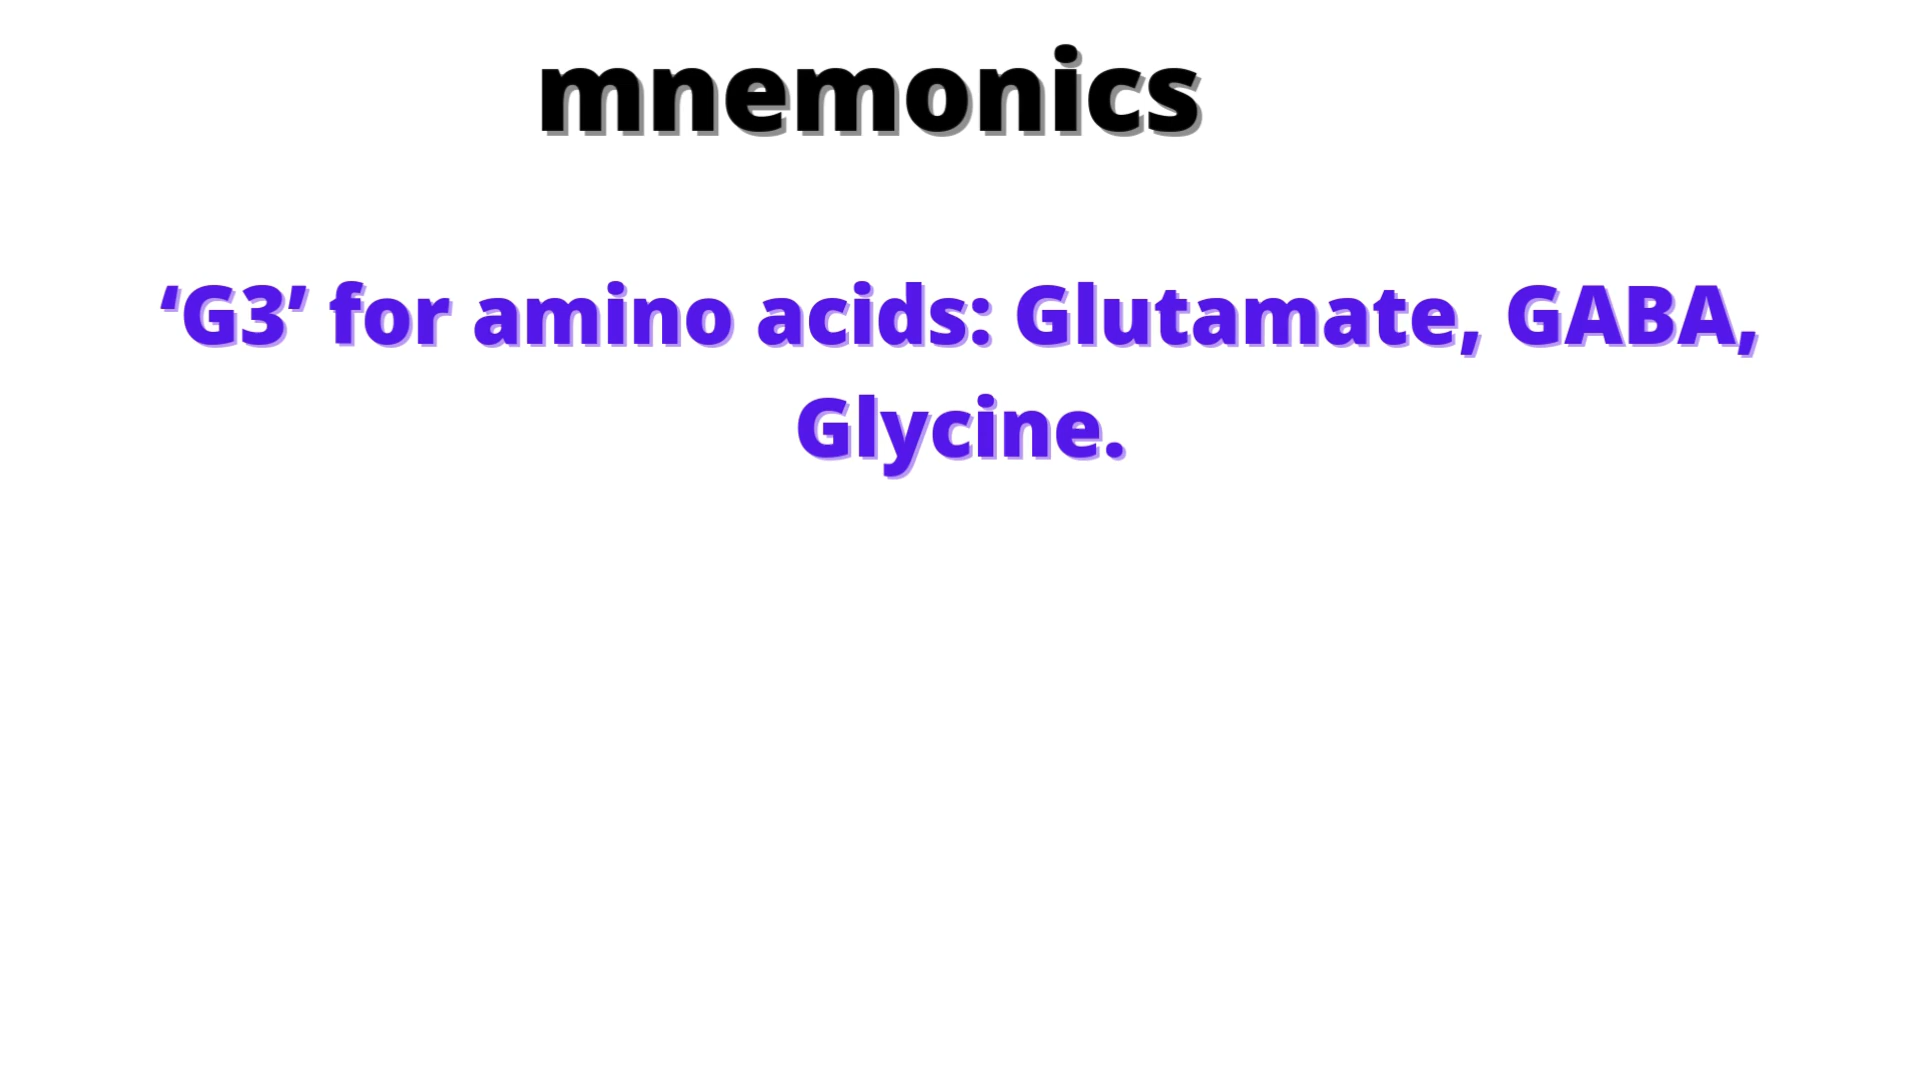 mnemonics
‘G3’ for amino acids: Glutamate, GABA,
Glycine.